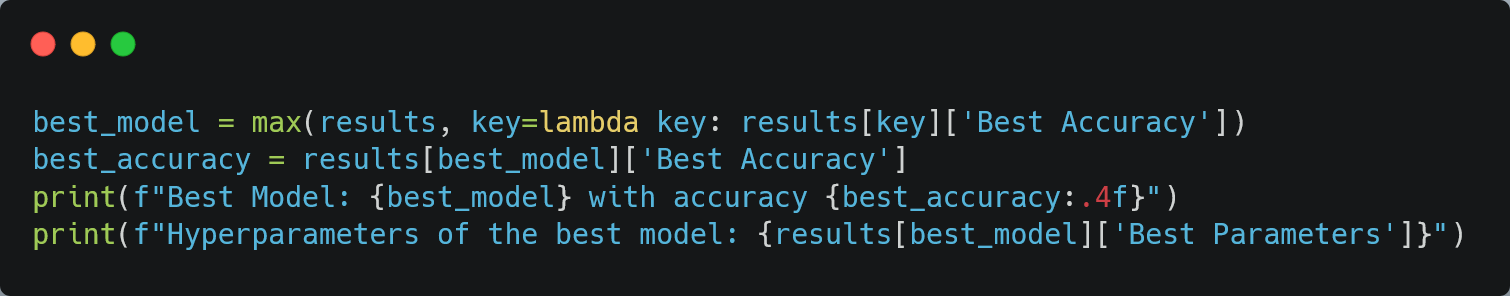 best_model = max(results, key=lambda key: results[key]['Best Accuracy'])
best_accuracy = results[best_model]['Best Accuracy']
print(f"Best Model: {best_model} with accuracy {best_accuracy:.4f}")
print(f"Hyperparameters of the best model: {results[best_model]['Best Parameters']}")